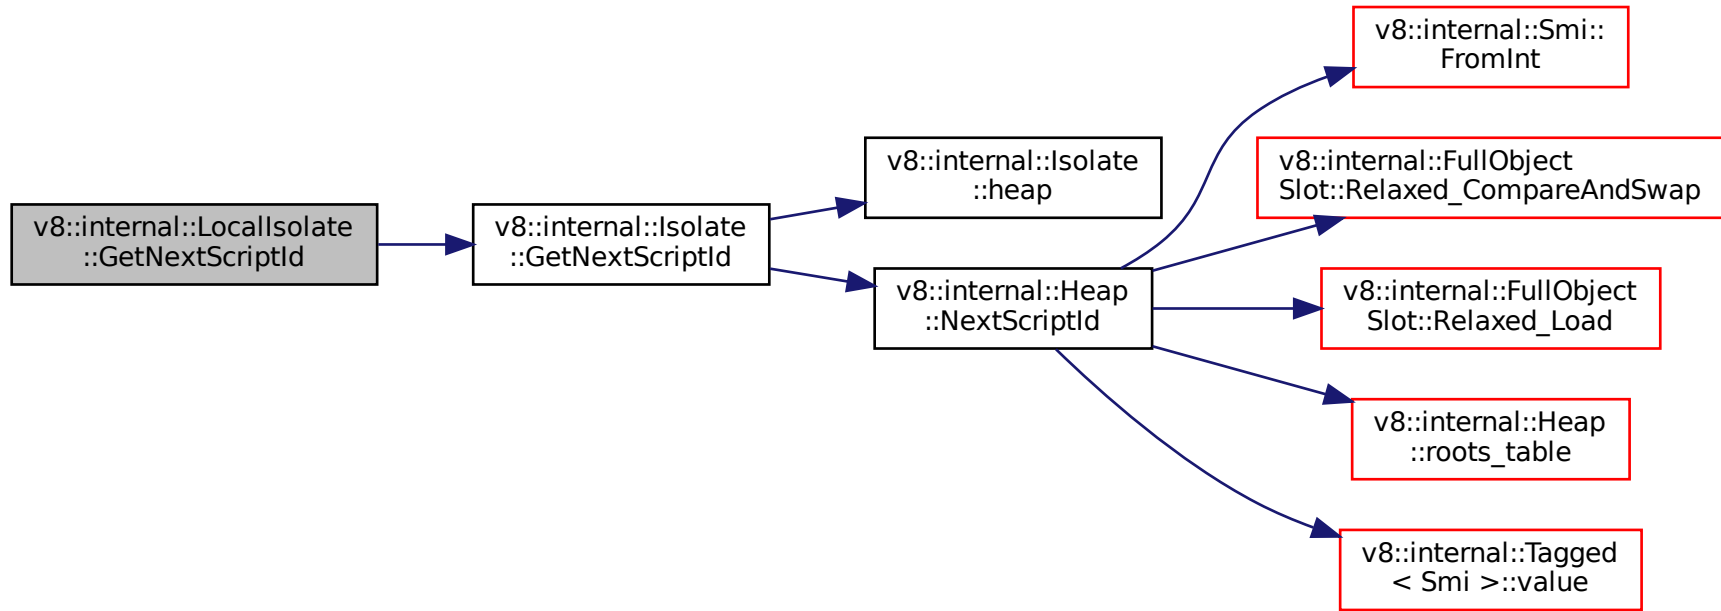 v8::internal::LocalIsolate
::GetNextScriptId
v8::internal::Isolate
::GetNextScriptId
v8::internal::Isolate
::heap
v8::internal::Heap
::NextScriptId
v8::internal::Smi::
FromInt
v8::internal::FullObject
Slot::Relaxed_CompareAndSwap
v8::internal::FullObject
Slot::Relaxed_Load
v8::internal::Heap
::roots_table
v8::internal::Tagged
< Smi >::value